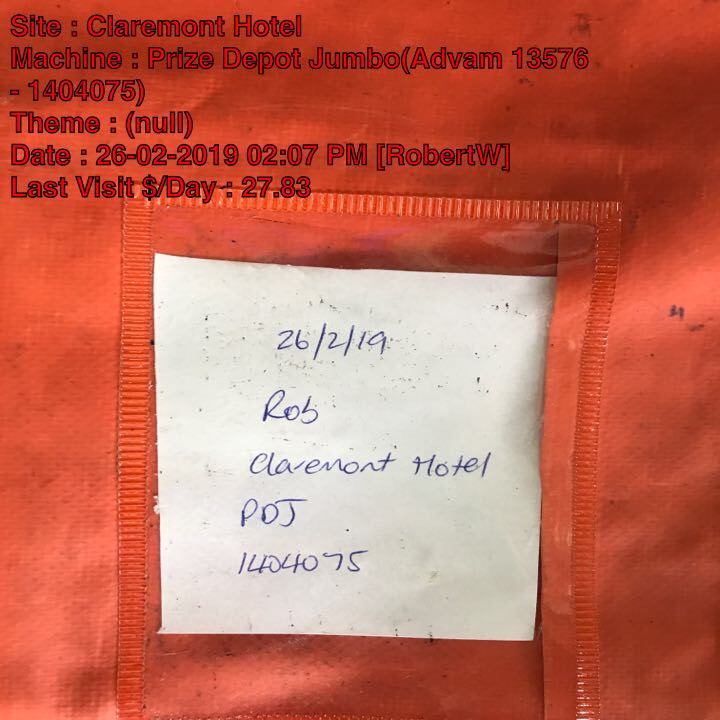 Site : Claremont Hotel
Machine : Prize Depot Jumbo(Advam 13576
- 1404075)
Theme : (null)
Date : 26-02-2019 02:07 PM [RobertW]
Last Visit $/Day : 27.83
26/2/19
Rob
Claremont Hotel
PDJ
1404075